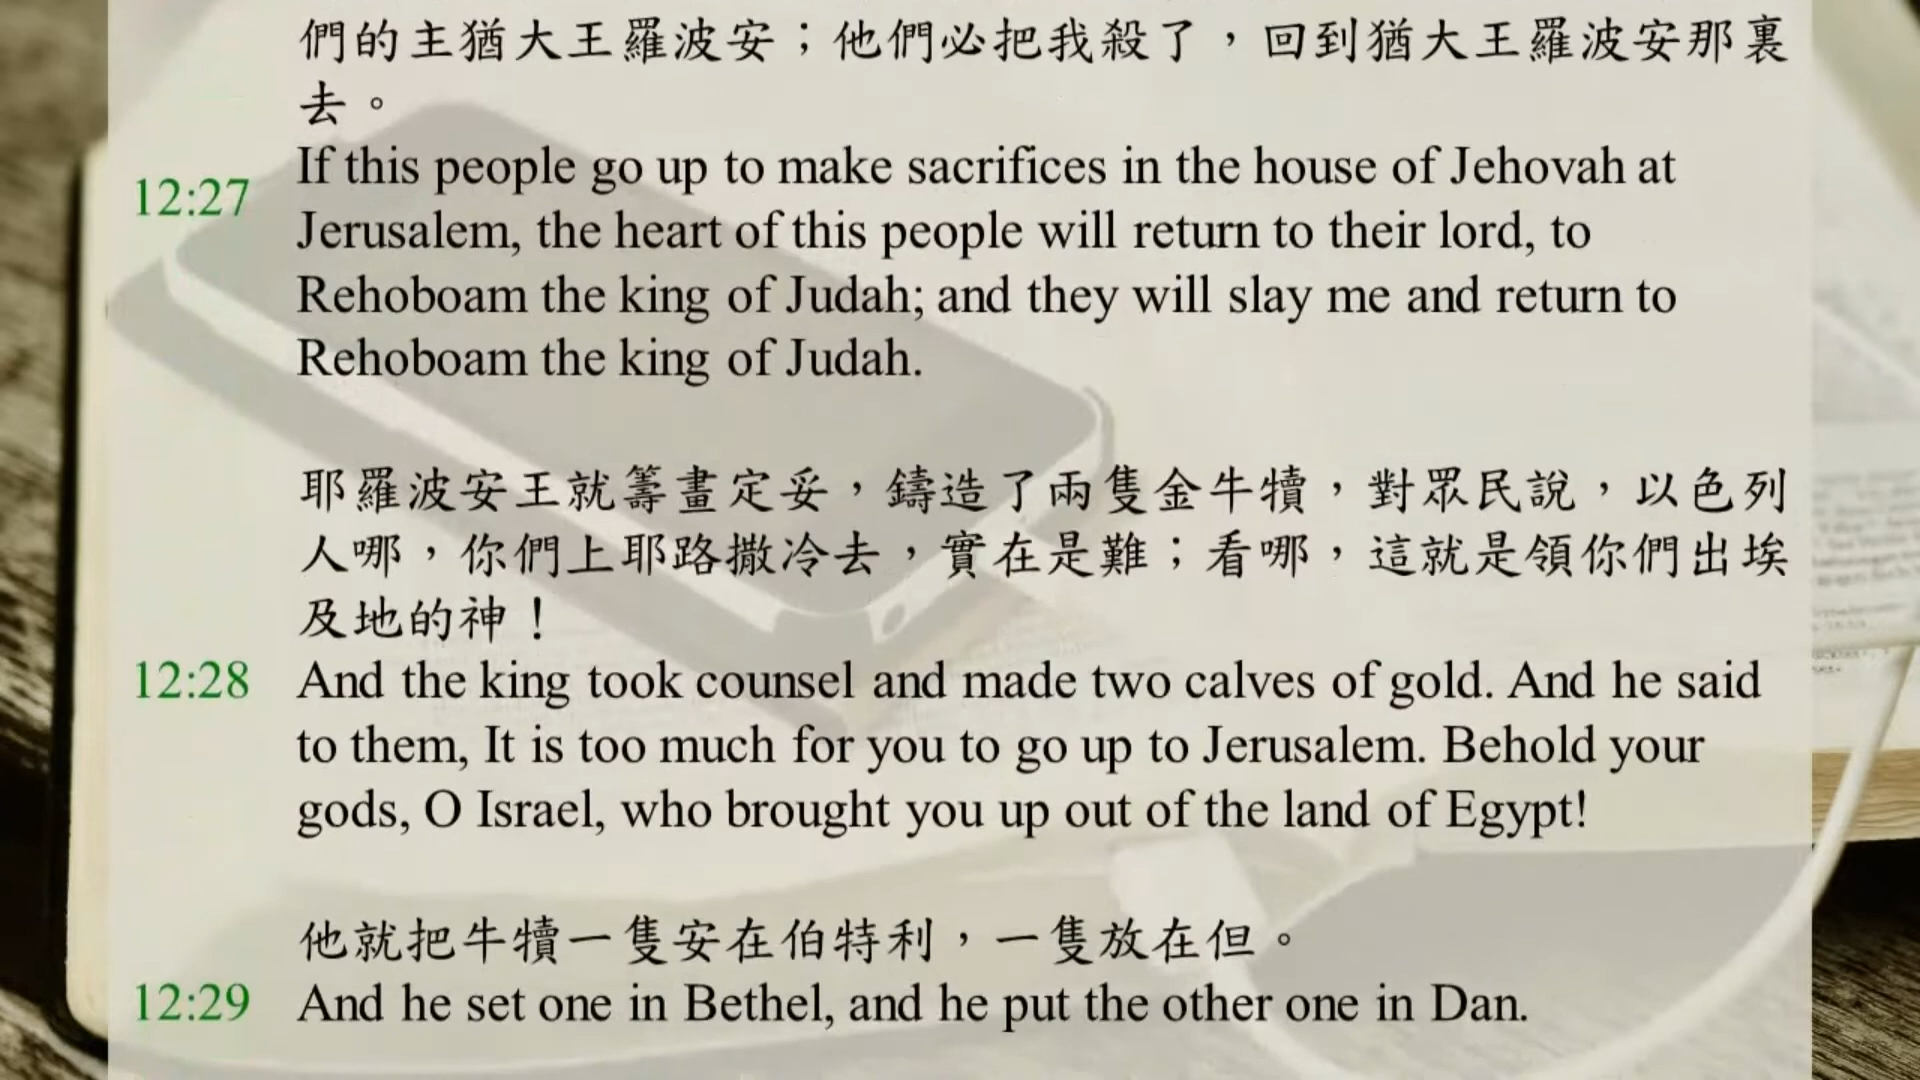 們的主猶大王羅波安；他們必把我殺了，回到猶大王羅波安那裏
去。
12:27 If this people go up to make sacrifices in the house of Jehovah at
Jerusalem, the heart of this people will return to their lord, to
Rehoboam the king of Judah; and they will slay me and return to
Rehoboam the king of Judah.
耶羅波安王就籌畫定妥，鑄造了兩隻金牛犢，對眾民說，以色列
人哪，你們上耶路撒冷去，實在是難；看哪，這就是領你們出埃
及地的神！
12:28 And the king took counsel and made two calves of gold. And he said
to them, It is too much for you to go up to Jerusalem. Behold your
gods, O Israel, who brought you up out of the land of Egypt!
他就把牛犢一隻安在伯特利，一隻放在但。
12:29 And he set one in Bethel, and he put the other one in Dan.